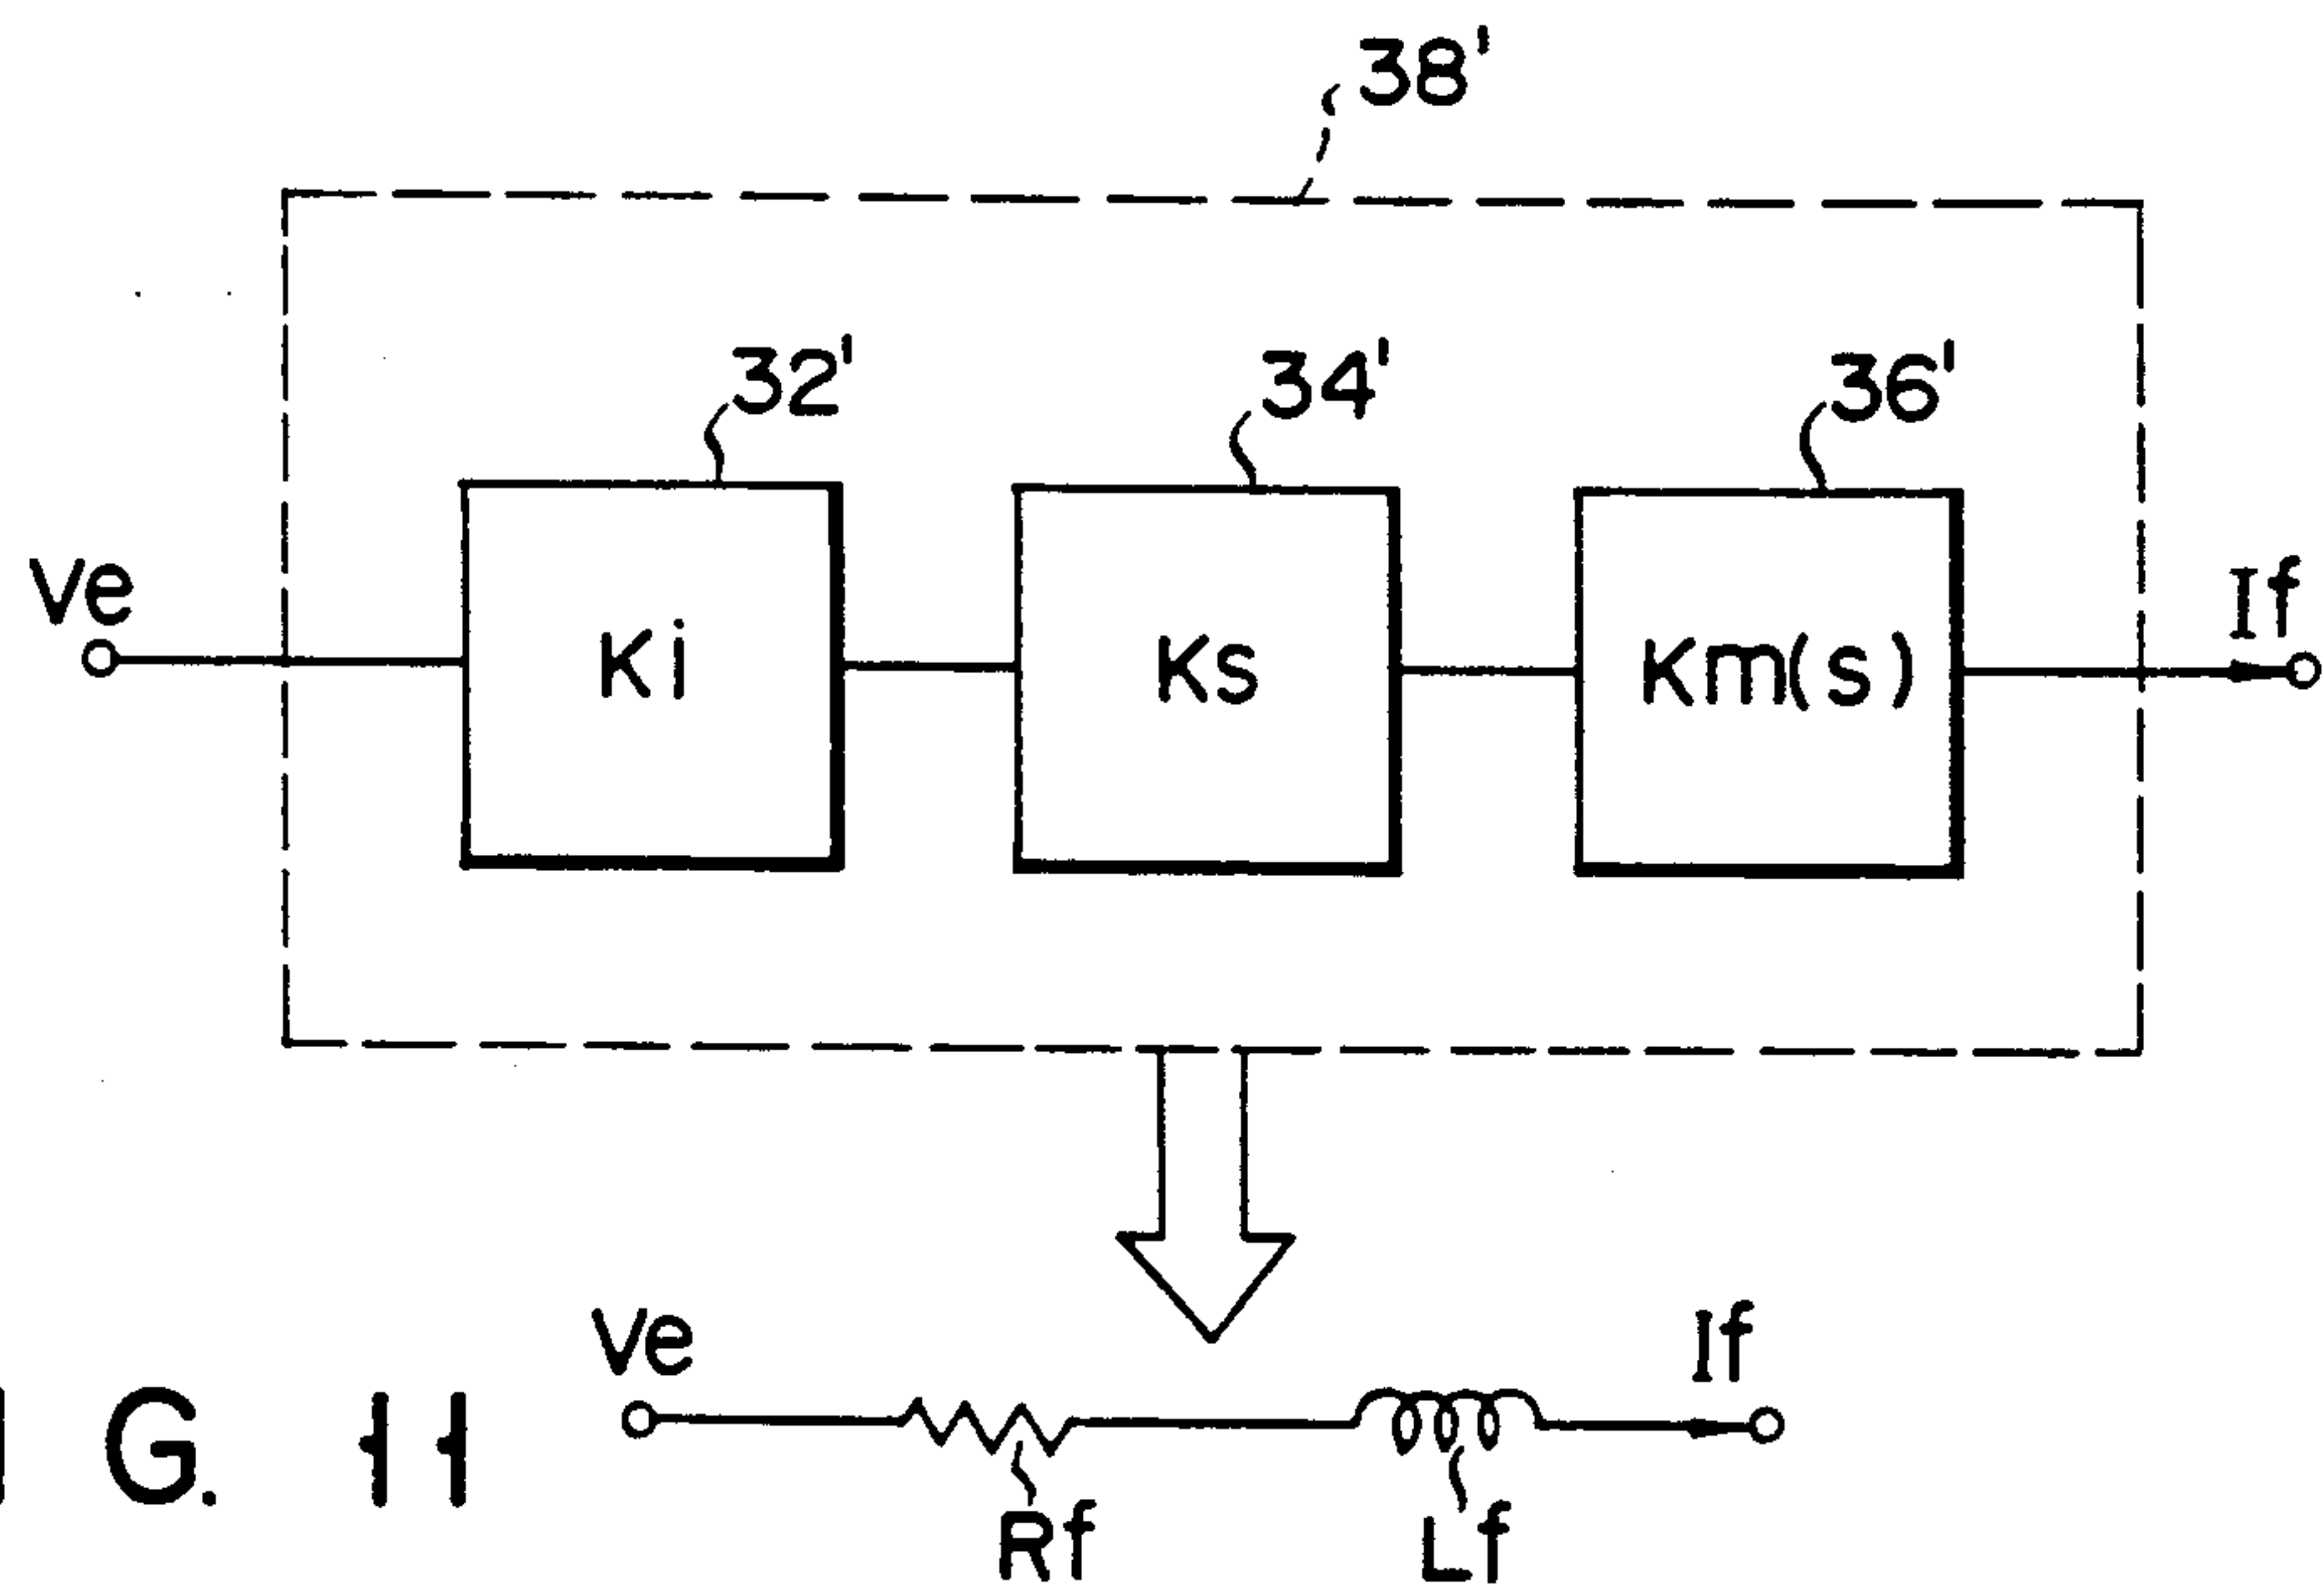 38'
32' 34' 36'
ve Ki Ks Km(s) If
ve If
G. 11
Rf Lf